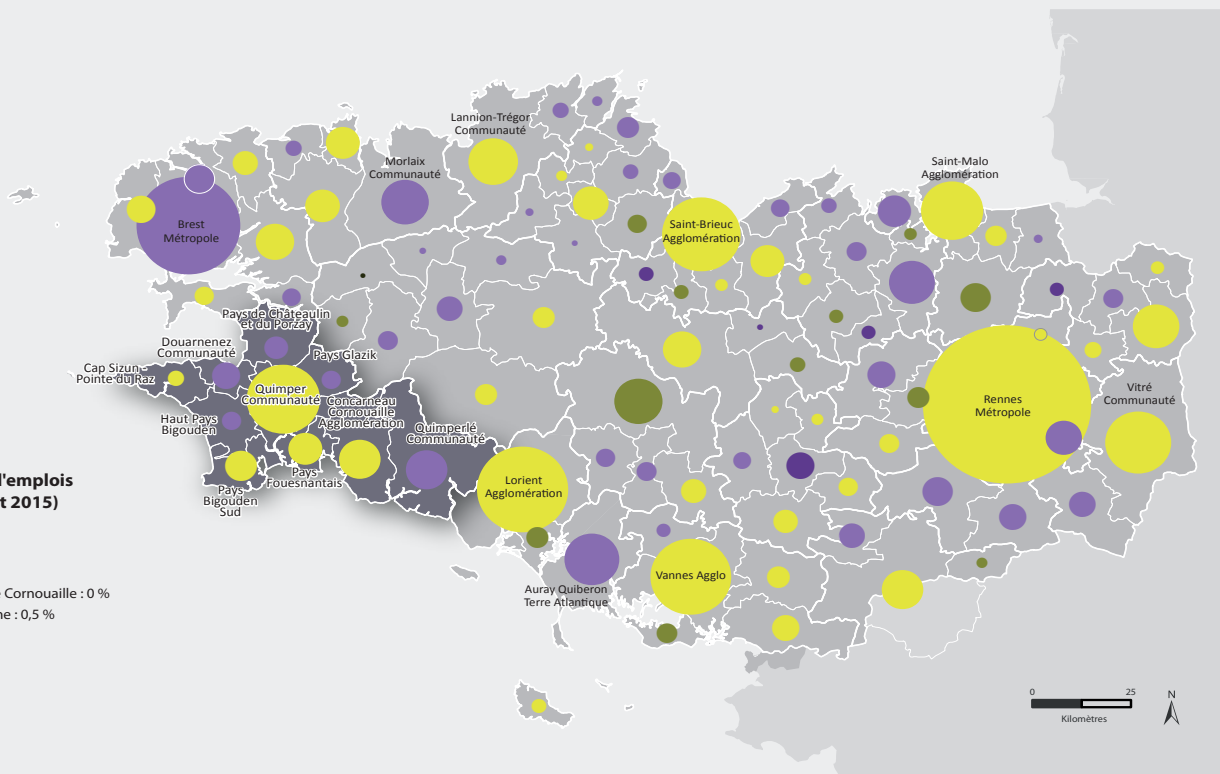 Lannion-Trégor
Communauté
Morlaix
Communauté
Saint-Malo
Agglomération
Brest
Métropole
Saint-Brieuc
Agglomération
Pays de Châteaulin
et du Porzay
Douarnenez
Communauté
Pays Glazik
Cap Sizun -
Pointe du Raz
Quimper
Communauté
Concarneau
Cornouaille
Agglomération
Haut Pays
Bigouden
Quimperlé
Communauté
Rennes
Métropole
Vitré
Communauté
Pays
Fouesnantais
Pays
Bigouden
Sud
Lorient
Agglomération
l'emplois
t 2015)
Vannes Agglo
Auray Quiberon
Terre Atlantique
Cornouaille : 0 %
ne : 0,5 %
0 25
Kilomètres
N